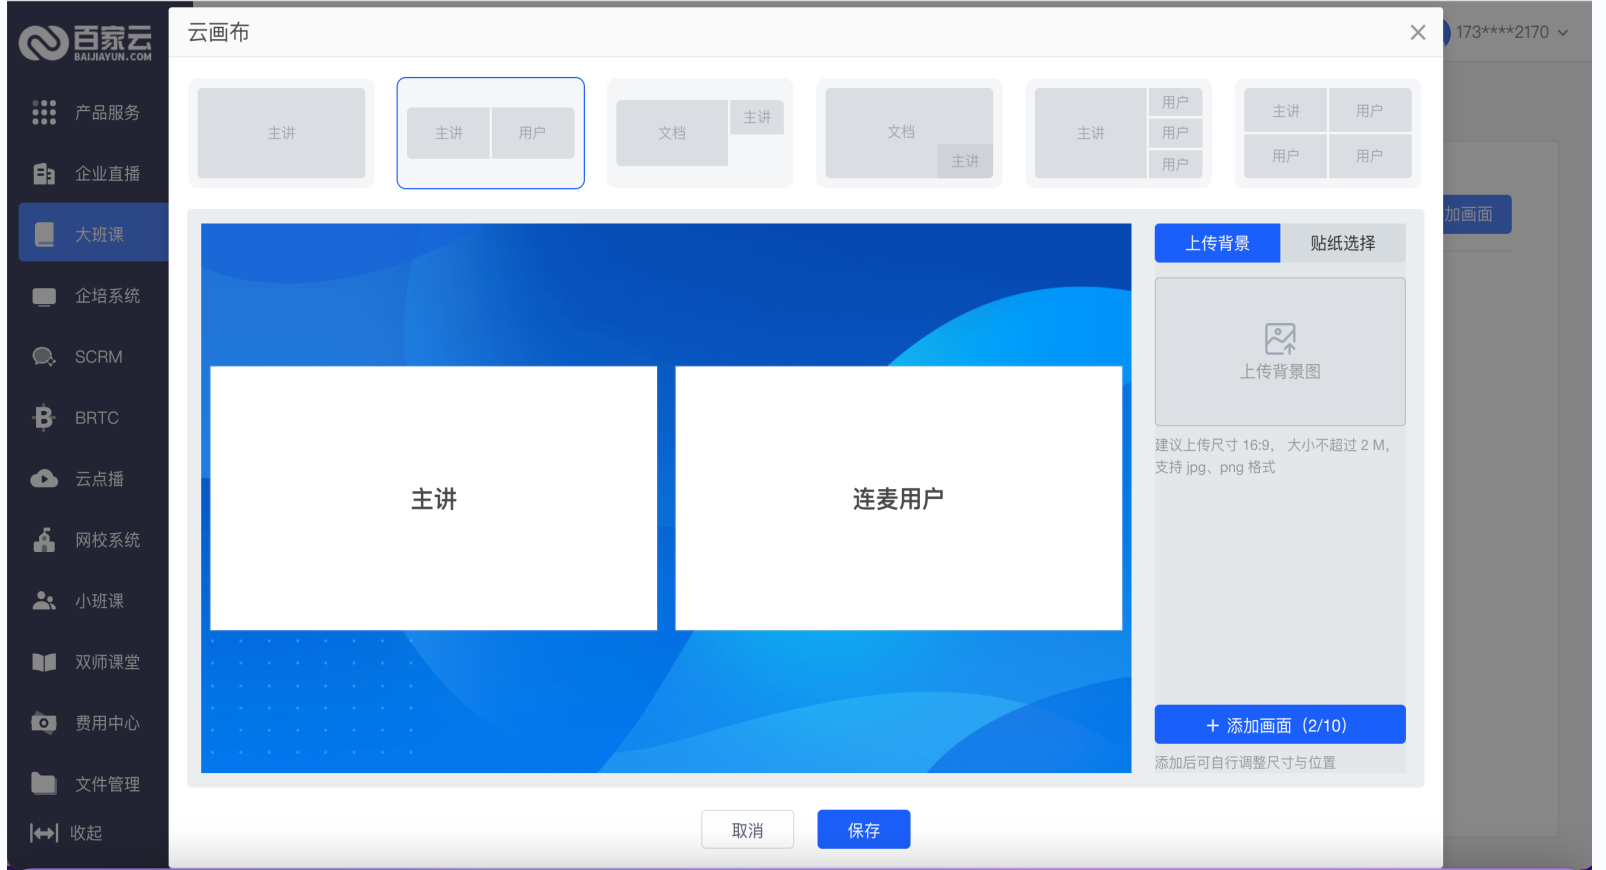 百家云
BAIJIAYUN.COM
产品服务
企业直播
大班课
企培系统
SCRM
BRTC
云点播
网校系统
小班课
双师课堂
费用中心
文件管理
收起
云画布
173****2170
主讲
主讲 用户
文档 主讲
文档
主讲
主讲
用户
用户
用户
主讲 用户
用户 用户
加画面
主讲
连麦用户
上传背景 贴纸选择
上传背景图
建议上传尺寸 16:9， 大小不超过 2 M，
支持 jpg、png 格式
+ 添加画面（2/10）
添加后可自行调整尺寸与位置
取消 保存